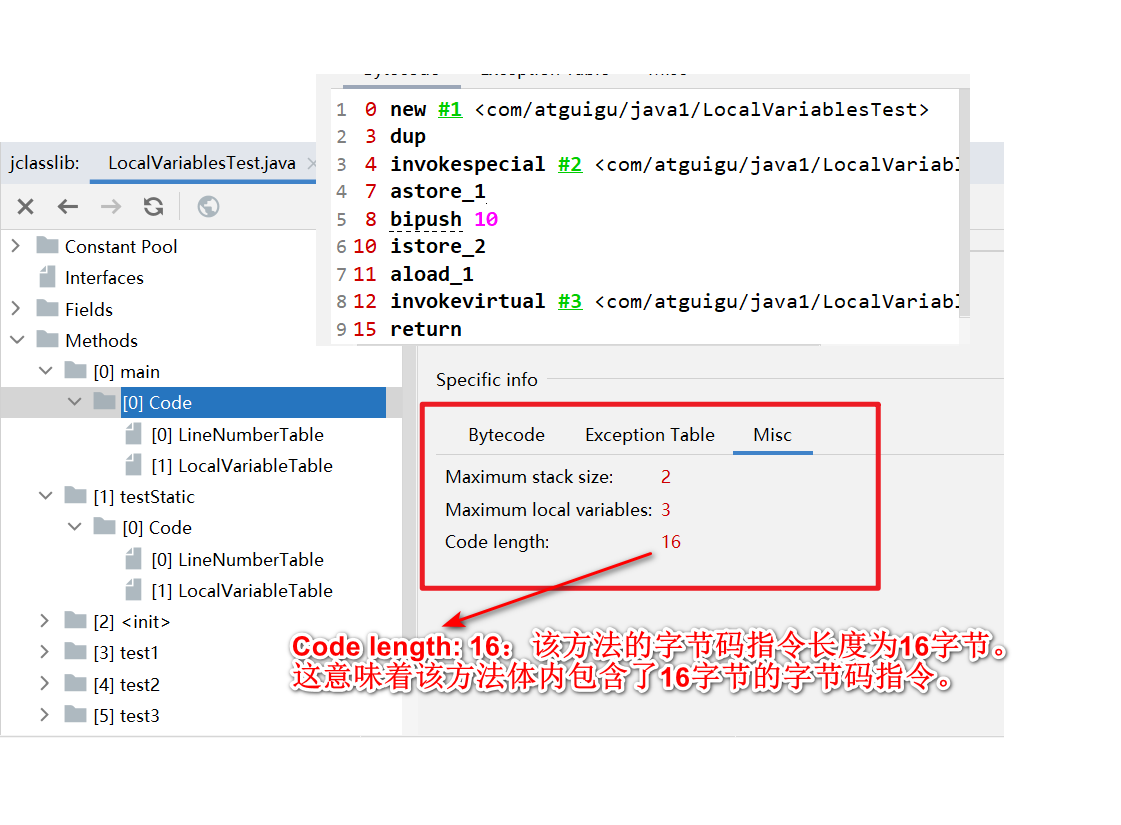 1 0 new #1 <com/atguigu/java1/LocalVariablesTest>
2 3 dup
3 4 invokespecial #2 <com/atguigu/java1/LocalVariabl
4 7 astore_1
5 8 bipush 10
6 10 istore_2
7 11 aload_1
8 12 invokevirtual #3 <com/atguigu/java1/LocalVariabl
9 15 return
jclasslib: LocalVariablesTest.java
Constant Pool
Interfaces
Fields
Methods
[0] main
[0] Code
[0] LineNumberTable
[1] LocalVariableTable
[1] testStatic
[0] Code
[0] LineNumberTable
[1] LocalVariableTable
[2] <init>
[3] test1
[4] test2
[5] test3
Specific info
Bytecode Exception Table Misc
Maximum stack size: 2
Maximum local variables: 3
Code length: 16
Code length: 16：该方法的字节码指令长度为16字节。
这意味着该方法体内包含了16字节的字节码指令。